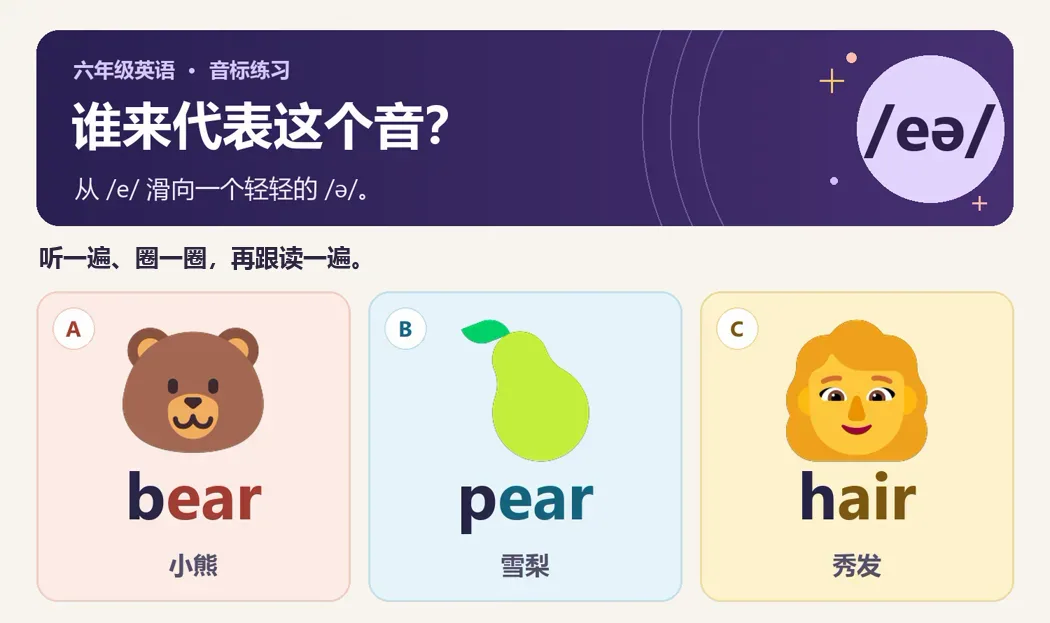 六年级英语 • 音标练习
谁来代表这个音？
从 /e/ 滑向一个轻轻的 /ə/。
/eə/
听一遍、圈一圈，再跟读一遍。
A
bear
小熊
B
pear
雪梨
C
hair
秀发